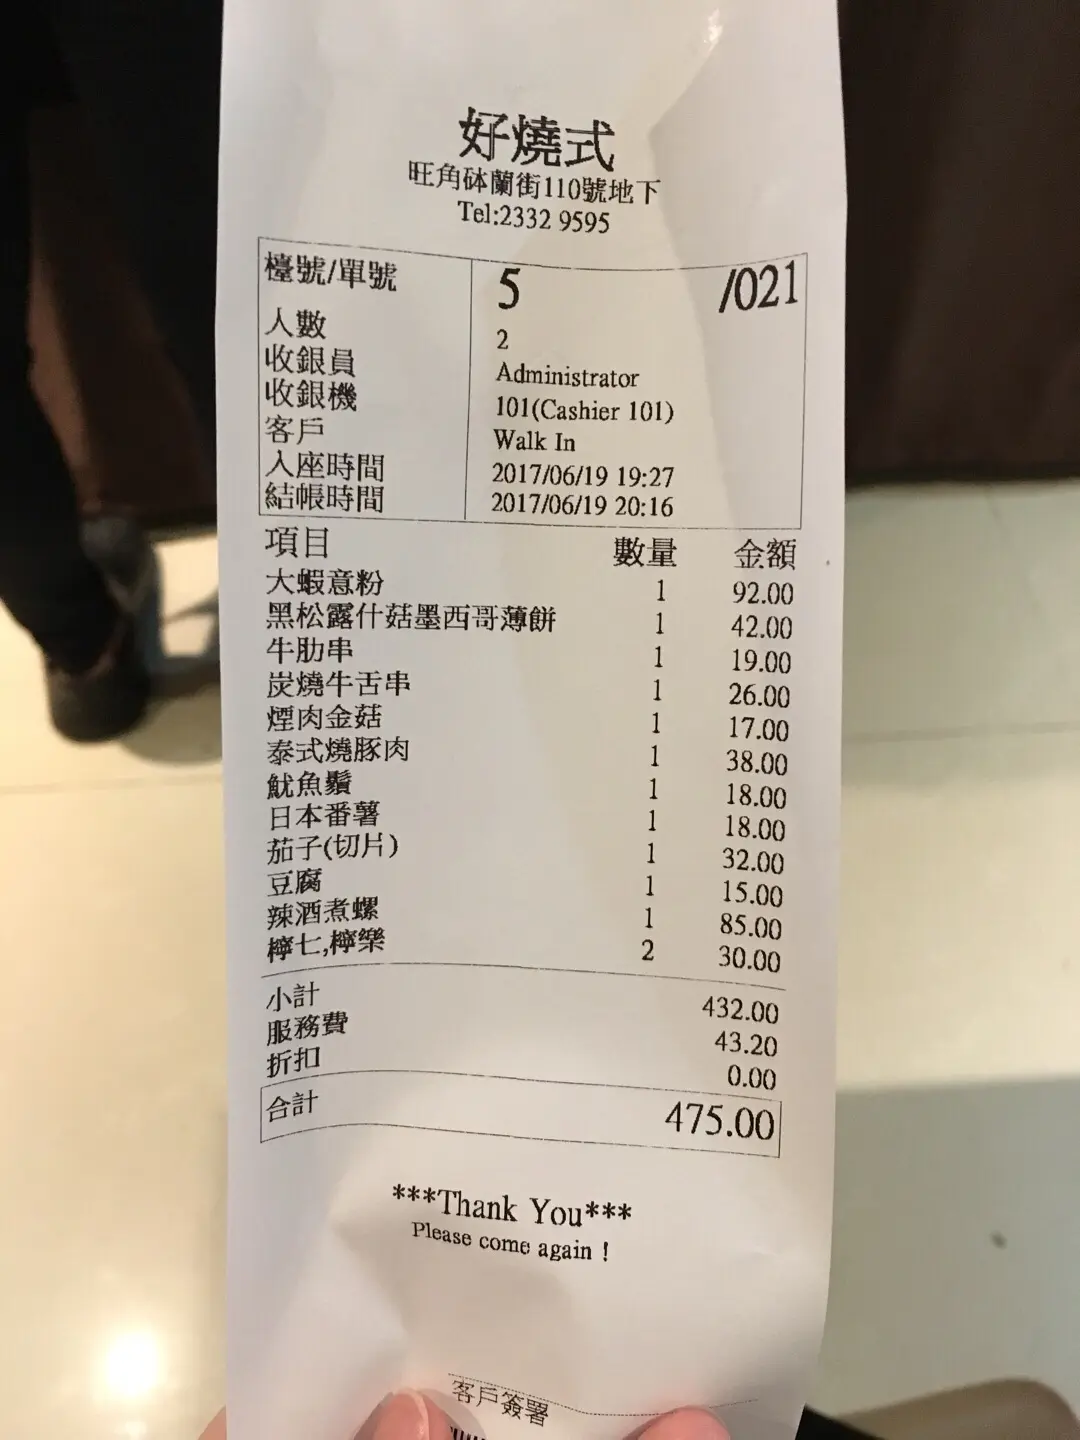 好燒式
旺角砵蘭街110號地下
Tel:2332 9595
檯號/單號 5 /021
人數 2
收銀員 Administrator
收銀機 101(Cashier 101)
客戶 Walk In
入座時間 2017/06/19 19:27
結帳時間 2017/06/19 20:16
項目 數量 金額
大蝦意粉 1 92.00
黑松露什菇墨西哥薄餅 1 42.00
牛肋串 1 19.00
炭燒牛舌串 1 26.00
煙肉金菇 1 17.00
泰式燒豚肉 1 38.00
魷魚鬚 1 18.00
日本番薯 1 18.00
茄子(切片) 1 32.00
豆腐 1 15.00
辣酒煮螺 1 85.00
檸七,檸樂 2 30.00
小計 432.00
服務費 43.20
折扣 0.00
合計 475.00
***Thank You***
Please come again !
客戶簽署